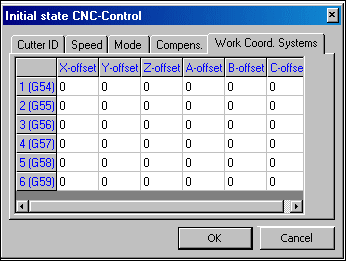 Initial state CNC-Control
Cutter ID Speed Mode Compens. Work Coord. Systems
X-offset Y-offset Z-offset A-offset B-offset C-offse
1 (G54) 0 0 0 0 0 0
2 (G55) 0 0 0 0 0 0
3 (G56) 0 0 0 0 0 0
4 (G57) 0 0 0 0 0 0
5 (G58) 0 0 0 0 0 0
6 (G59) 0 0 0 0 0 0
OK Cancel